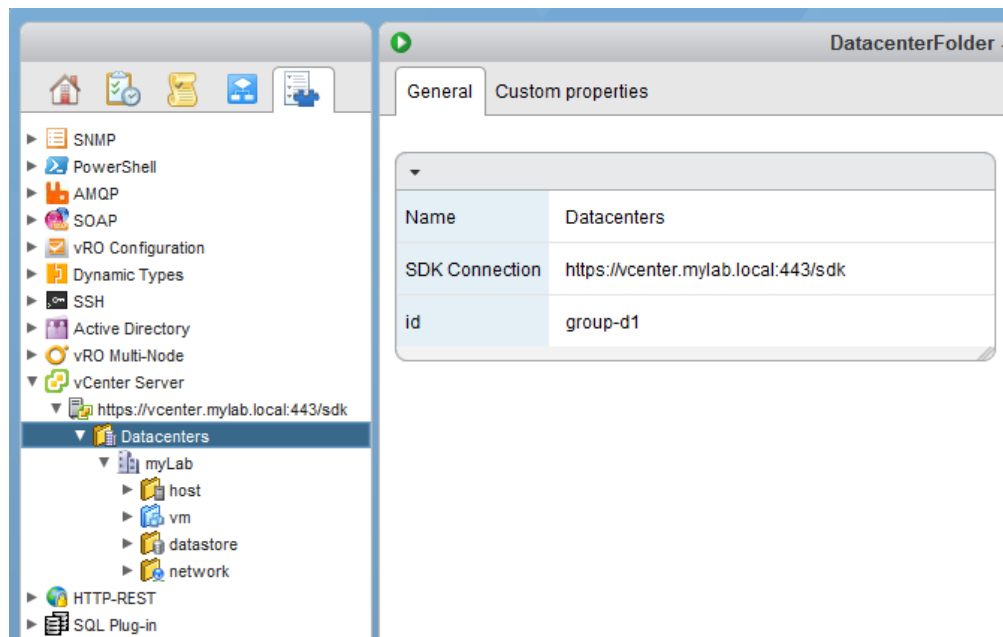 DatacenterFolder
General
Custom properties
SNMP
PowerShell
AMQP
SOAP
vRO Configuration
Dynamic Types
SSH
Active Directory
vRO Multi-Node
vCenter Server
https://vcenter.mylab.local:443/sdk
Datacenters
myLab
host
vm
datastore
network
HTTP-REST
SQL Plug-in
Name
Datacenters
SDK Connection
https://vcenter.mylab.local:443/sdk
id
group-d1